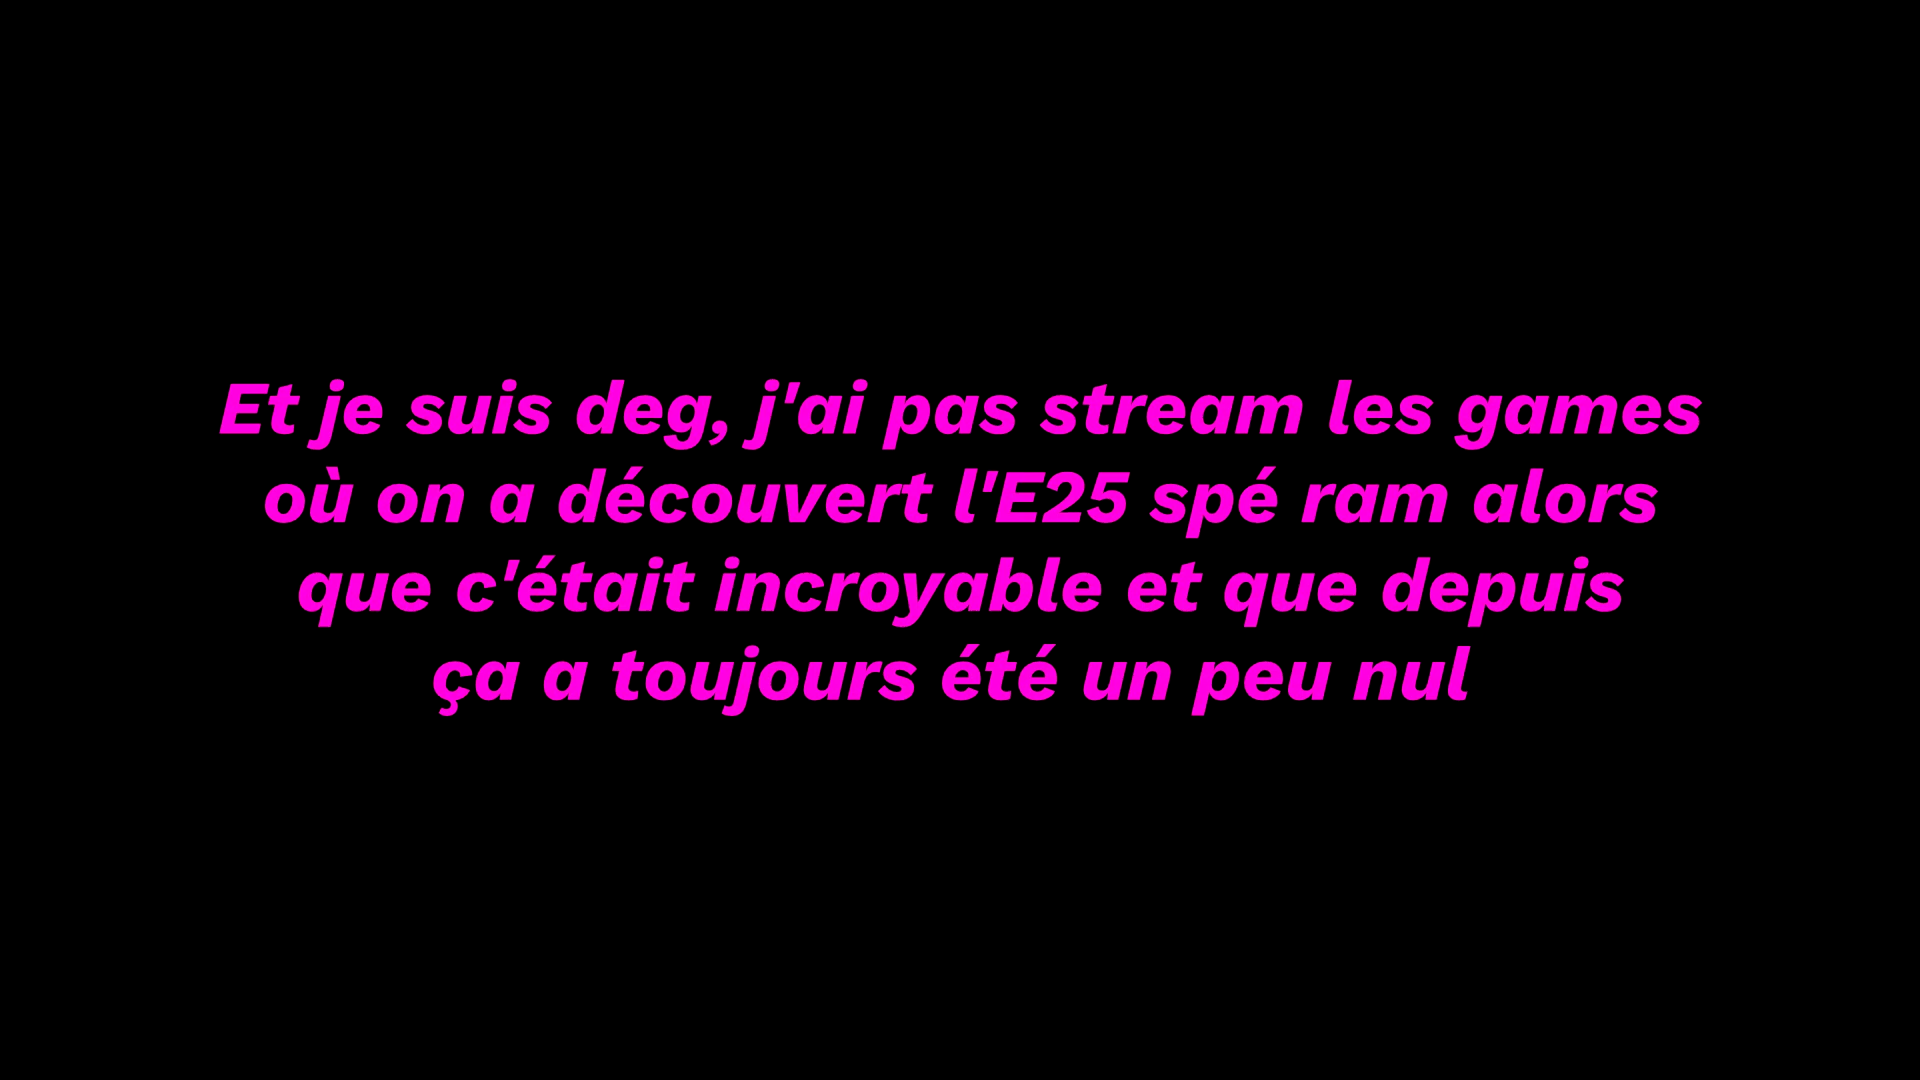 Et je suis deg, j'ai pas stream les games
où on a découvert l'E25 spé ram alors
que c'était incroyable et que depuis
ça a toujours été un peu nul